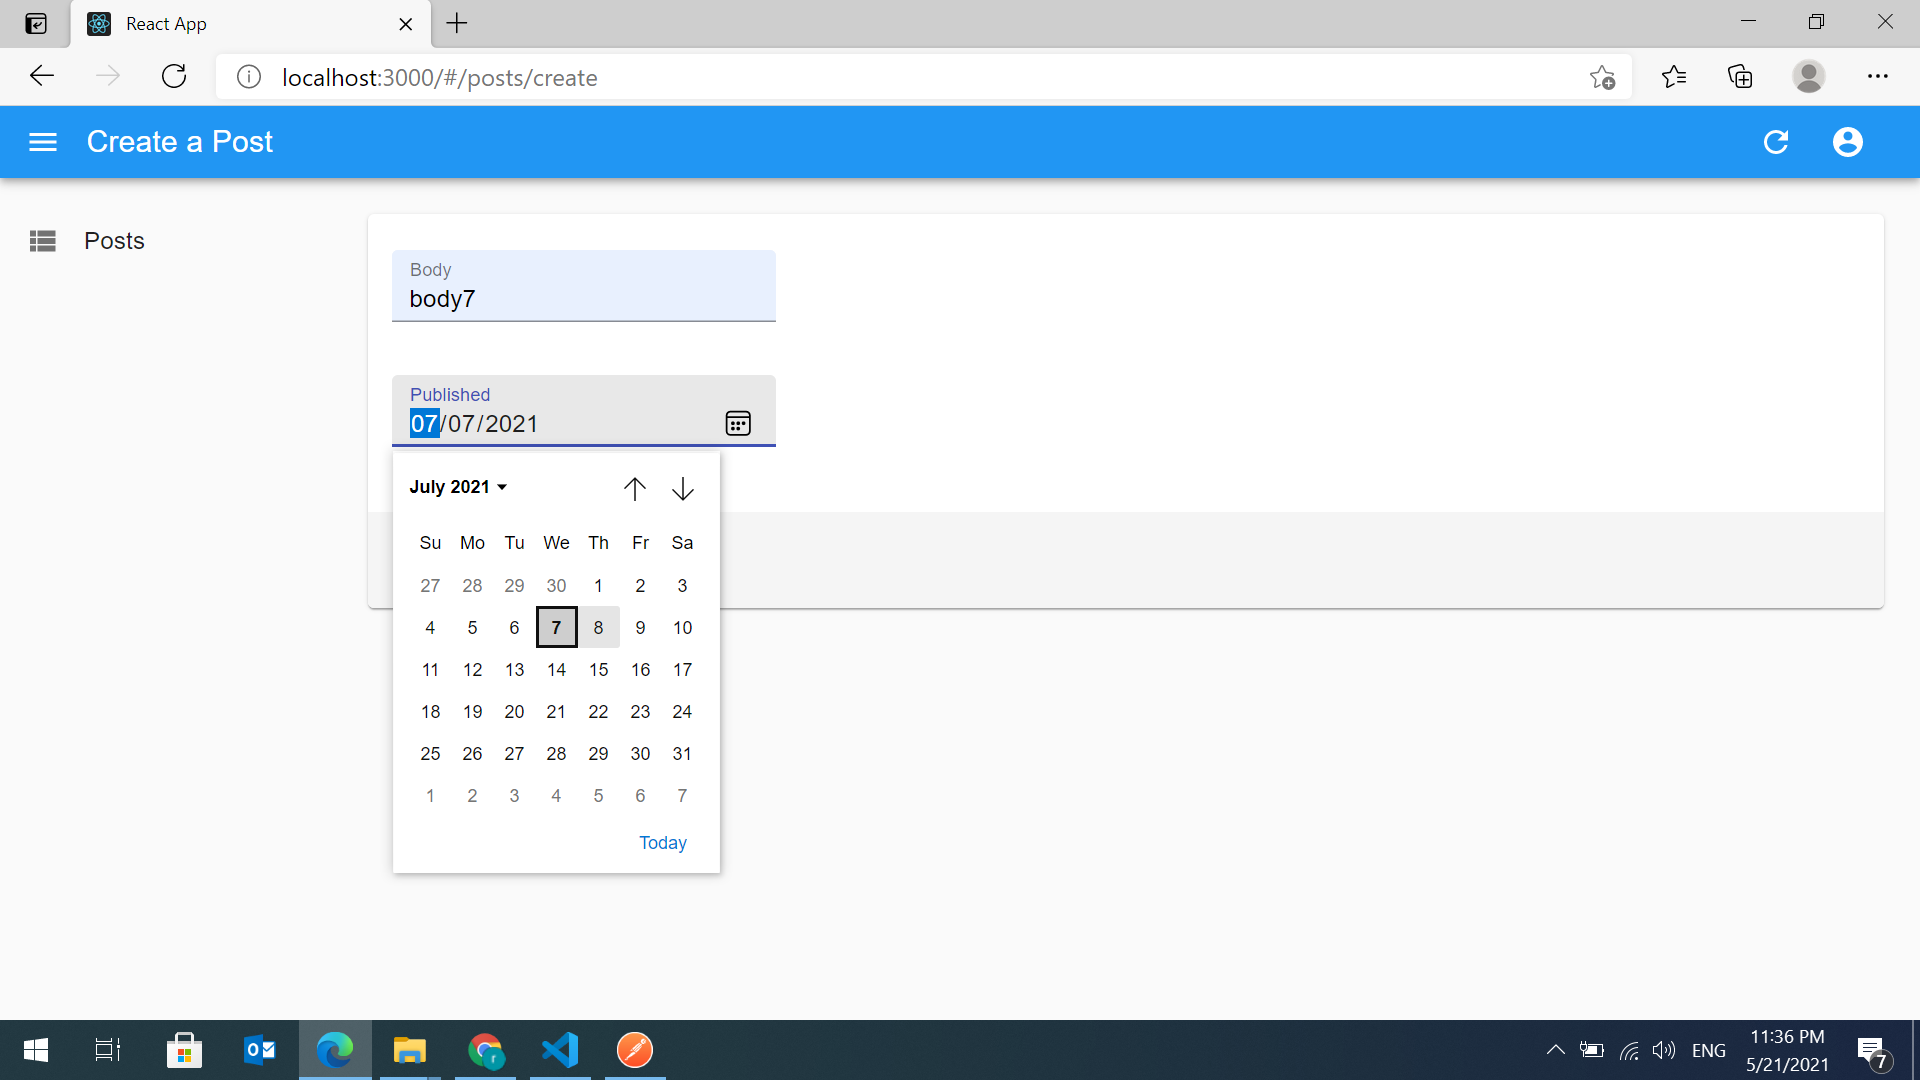 React App
localhost:3000/#/posts/create
Create a Post
Posts
Body
body7
Published
07/07/2021
July 2021
Su Mo Tu We Th Fr Sa
27 28 29 30 1 2 3
4 5 6 7 8 9 10
11 12 13 14 15 16 17
18 19 20 21 22 23 24
25 26 27 28 29 30 31
1 2 3 4 5 6 7
Today
r
ENG
11:36 PM
5/21/2021
7